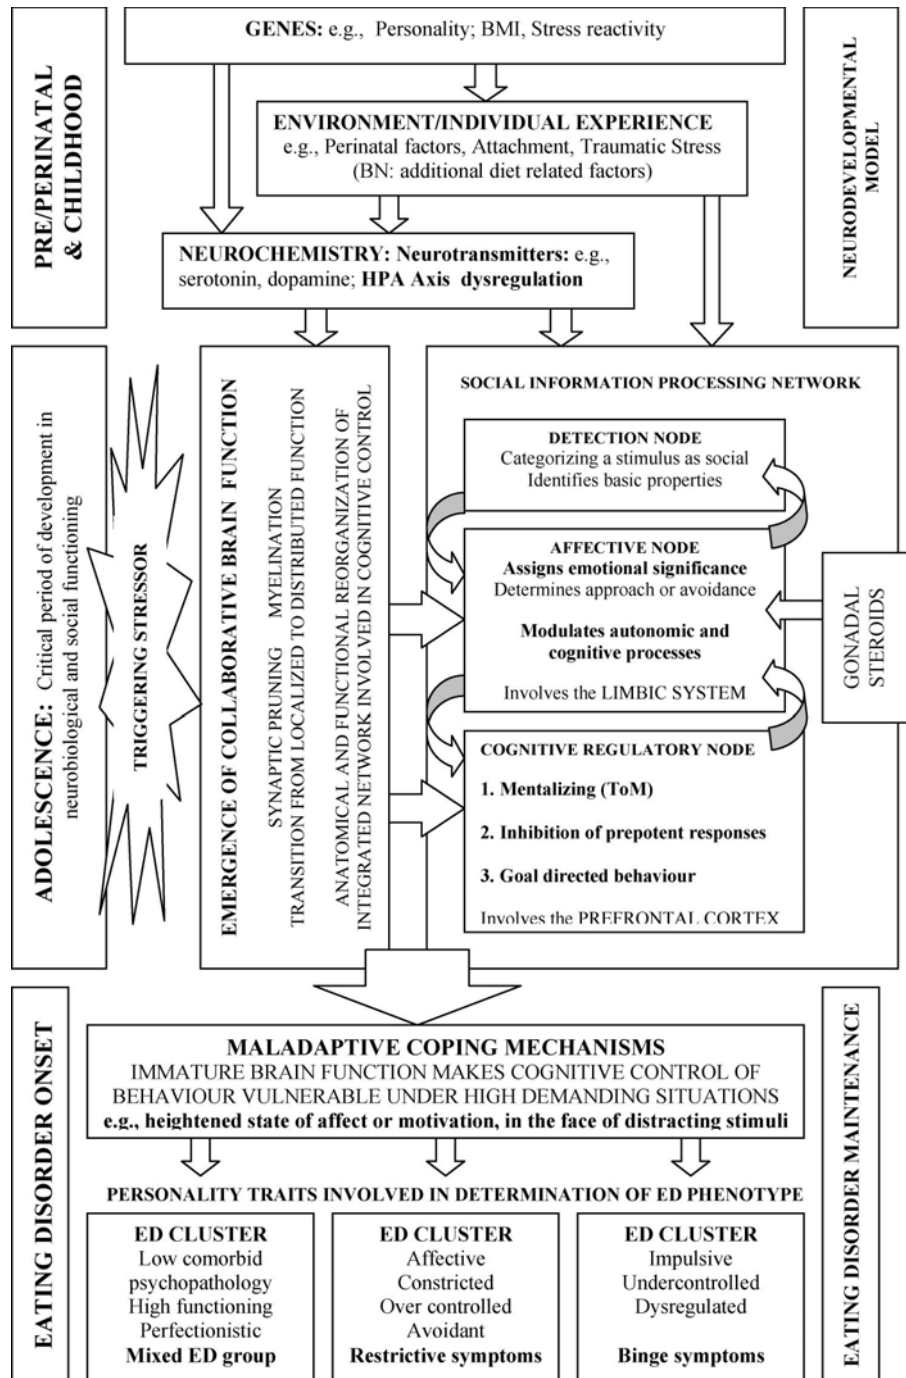 GENES: e.g., Personality; BMI, Stress reactivity
PRE/PERINATAL
& CHILDHOOD
ENVIRONMENT/INDIVIDUAL EXPERIENCE
e.g., Perinatal factors, Attachment, Traumatic Stress
(BN: additional diet related factors)
NEURODEVELOPMENTAL
MODEL
NEUROCHEMISTRY: Neurotransmitters: e.g.,
serotonin, dopamine; HPA Axis dysregulation
ADOLESCENCE: Critical period of development in
neurobiological and social functioning
TRIGGERING STRESSOR
EMERGENCE OF COLLABORATIVE BRAIN FUNCTION
SYNAPTIC PRUNING MYELINATION
TRANSITION FROM LOCALIZED TO DISTRIBUTED FUNCTION
ANATOMICAL AND FUNCTIONAL REORGANIZATION OF
INTEGRATED NETWORK INVOLVED IN COGNITIVE CONTROL
SOCIAL INFORMATION PROCESSING NETWORK
DETECTION NODE
Categorizing a stimulus as social
Identifies basic properties
AFFECTIVE NODE
Assigns emotional significance
Determines approach or avoidance
Modulates autonomic and
cognitive processes
Involves the LIMBIC SYSTEM
GONADAL
STEROIDS
COGNITIVE REGULATORY NODE
1. Mentalizing (ToM)
2. Inhibition of prepotent responses
3. Goal directed behaviour
Involves the PREFRONTAL CORTEX
EATING DISORDER ONSET
MALADAPTIVE COPING MECHANISMS
IMMATURE BRAIN FUNCTION MAKES COGNITIVE CONTROL OF
BEHAVIOUR VULNERABLE UNDER HIGH DEMANDING SITUATIONS
e.g., heightened state of affect or motivation, in the face of distracting stimuli
EATING DISORDER MAINTENANCE
PERSONALITY TRAITS INVOLVED IN DETERMINATION OF ED PHENOTYPE
ED CLUSTER
Low comorbid
psychopathology
High functioning
Perfectionistic
Mixed ED group
ED CLUSTER
Affective
Constricted
Over controlled
Avoidant
Restrictive symptoms
ED CLUSTER
Impulsive
Undercontrolled
Dysregulated
Binge symptoms